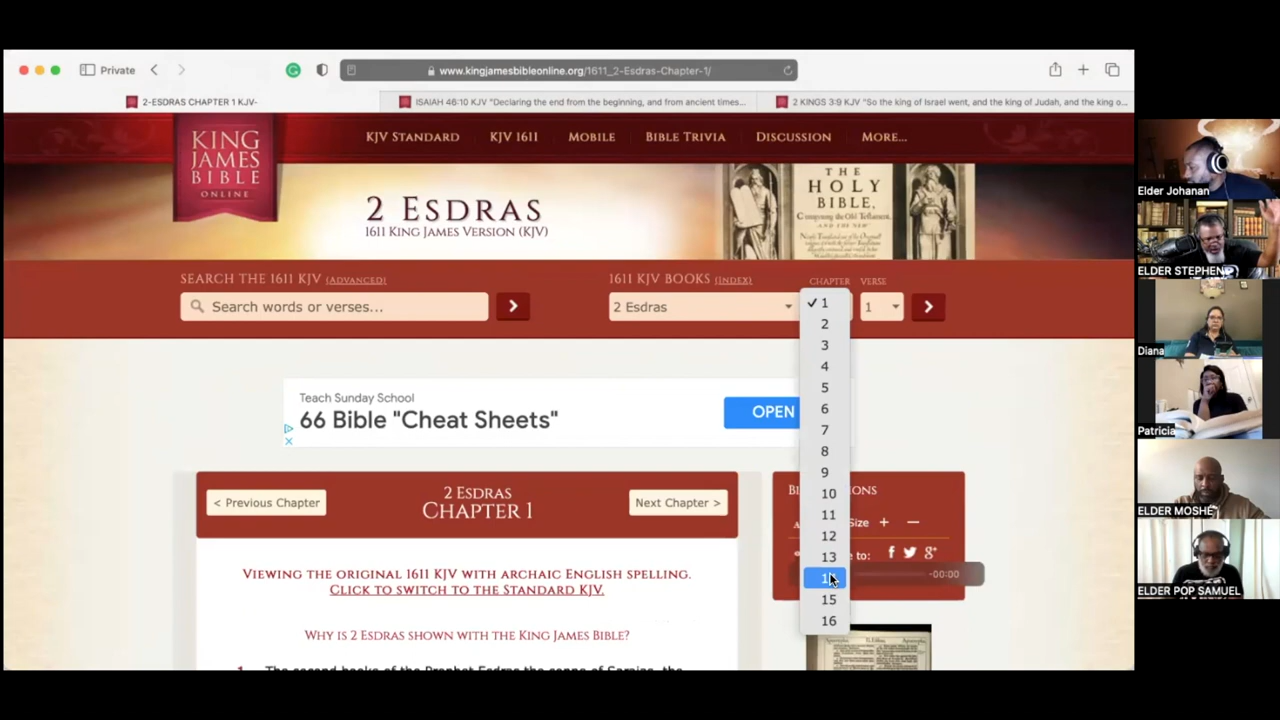 Private
www.kingjamesbibleonline.org/1611_2-Esdras-Chapter-1/
2-ESDRAS CHAPTER 1 KJV-
ISAIAH 46:10 KJV "Declaring the end from the beginning, and from ancient times...
2 KINGS 3:9 KJV "So the king of Israel went, and the king of Judah, and the king o...
KING
JAMES
BIBLE
ONLINE
KJV STANDARD
KJV 1611
MOBILE
BIBLE TRIVIA
DISCUSSION
MORE...
2 ESDRAS
1611 KING JAMES VERSION (KJV)
THE
HOLY
BIBLE,
SEARCH THE 1611 KJV (ADVANCED)
Search words or verses...
1611 KJV BOOKS (INDEX)
CHAPTER
VERSE
2 Esdras
1
✓ 1
2
3
4
5
6
7
8
9
10
11
12
13
15
16
Teach Sunday School
66 Bible "Cheat Sheets"
OPEN
< Previous Chapter
2 ESDRAS
CHAPTER 1
Next Chapter >
Size + −
to:
-00:00
VIEWING THE ORIGINAL 1611 KJV WITH ARCHAIC ENGLISH SPELLING.
CLICK TO SWITCH TO THE STANDARD KJV.
WHY IS 2 ESDRAS SHOWN WITH THE KING JAMES BIBLE?
Elder Johanan
ELDER STEPHEN
Diana
Patricia
ELDER MOSHE
ELDER POP SAMUEL